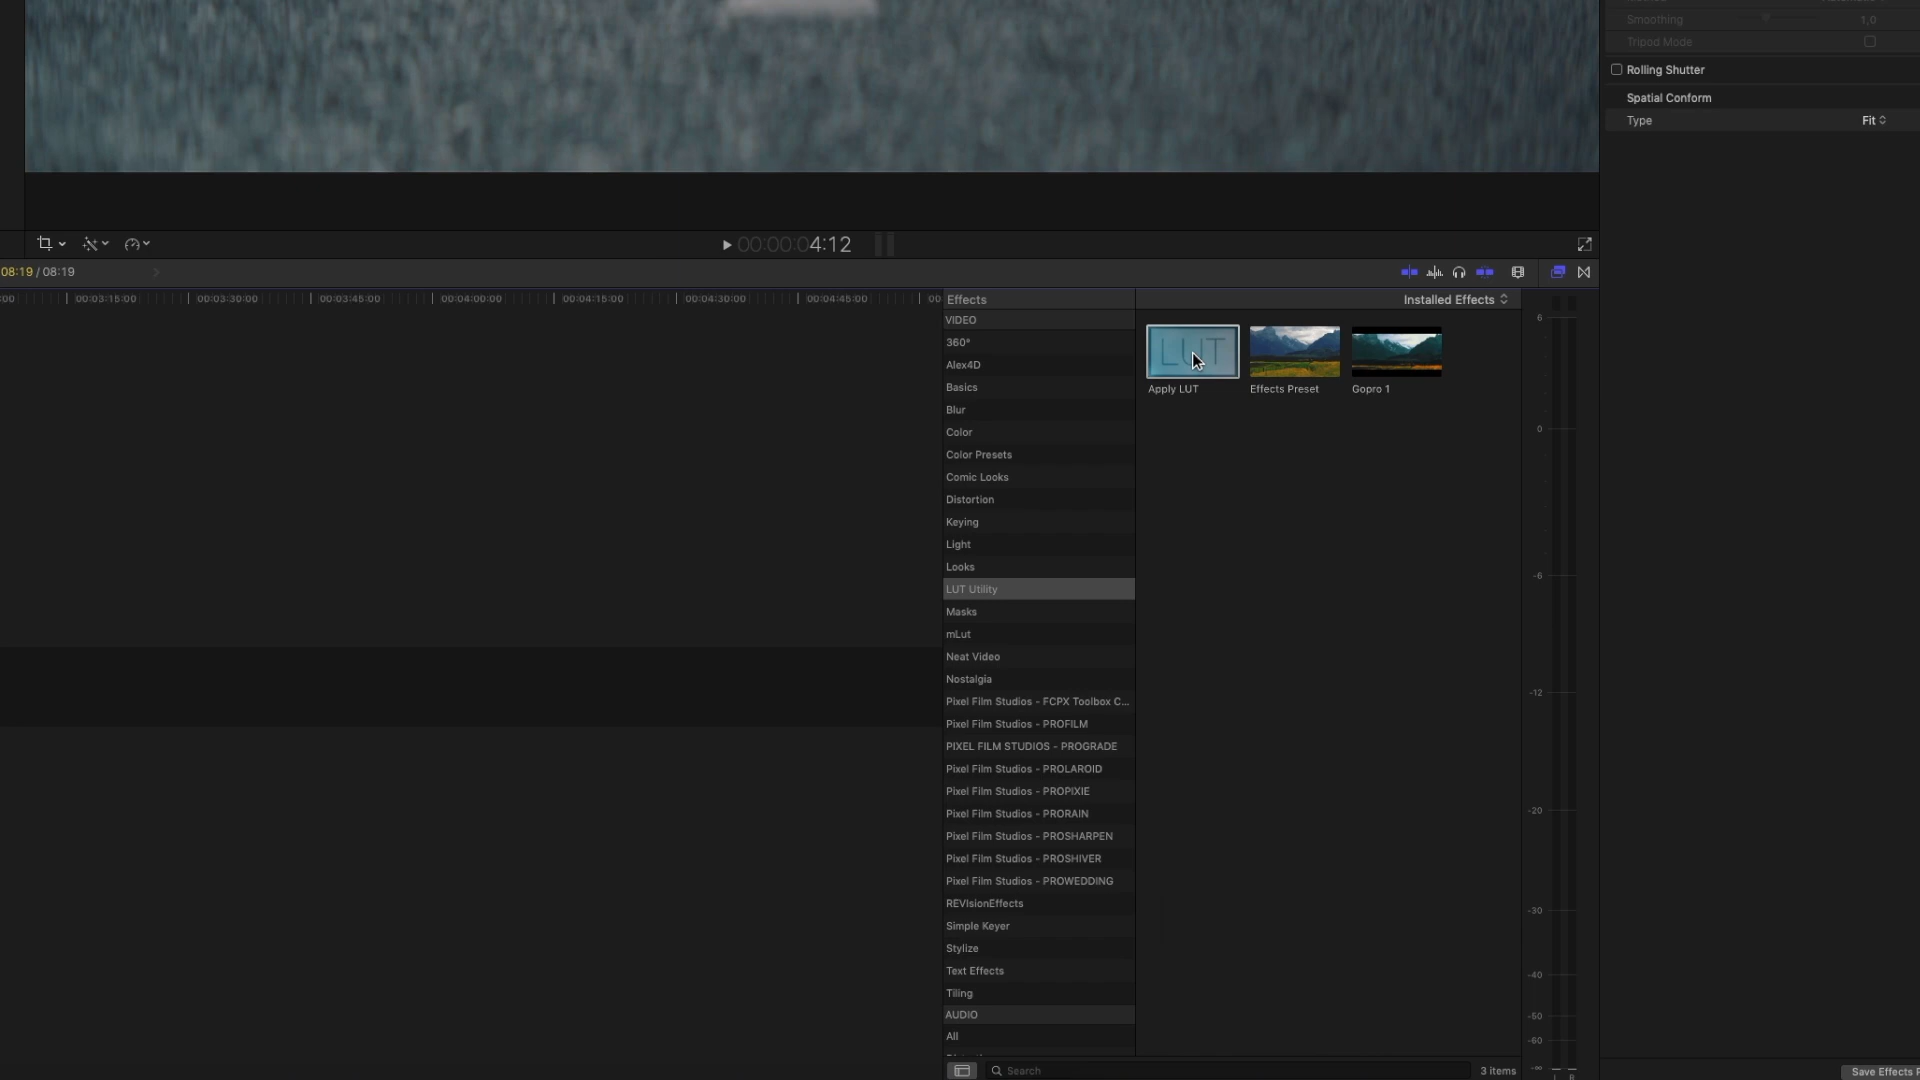 Smoothing 1,0
Tripod Mode
Rolling Shutter
Spatial Conform
Type Fit
00:00:04:12
08:19 / 08:19
:00 00:03:15:00 00:03:30:00 00:03:45:00 00:04:00:00 00:04:15:00 00:04:30:00 00:04:45:00 00
Effects
Installed Effects
VIDEO
360°
Alex4D
Basics
Blur
Color
Color Presets
Comic Looks
Distortion
Keying
Light
Looks
LUT Utility
Masks
mLut
Neat Video
Nostalgia
Pixel Film Studios - FCPX Toolbox C...
Pixel Film Studios - PROFILM
PIXEL FILM STUDIOS - PROGRADE
Pixel Film Studios - PROLAROID
Pixel Film Studios - PROPIXIE
Pixel Film Studios - PRORAIN
Pixel Film Studios - PROSHARPEN
Pixel Film Studios - PROSHIVER
Pixel Film Studios - PROWEDDING
REVisionEffects
Simple Keyer
Stylize
Text Effects
Tiling
AUDIO
All
LUT
Apply LUT
Effects Preset
Gopro 1
6
0
-6
-12
-20
-30
-40
-50
-60
-∞
L R
Search
3 items
Save Effects P